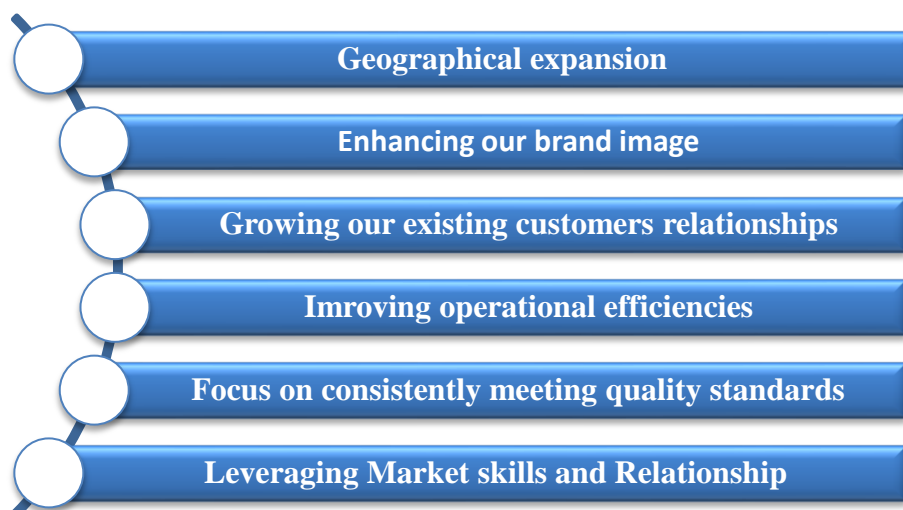 Geographical expansion
Enhancing our brand image
Growing our existing customers relationships
Imroving operational efficiencies
Focus on consistently meeting quality standards
Leveraging Market skills and Relationship